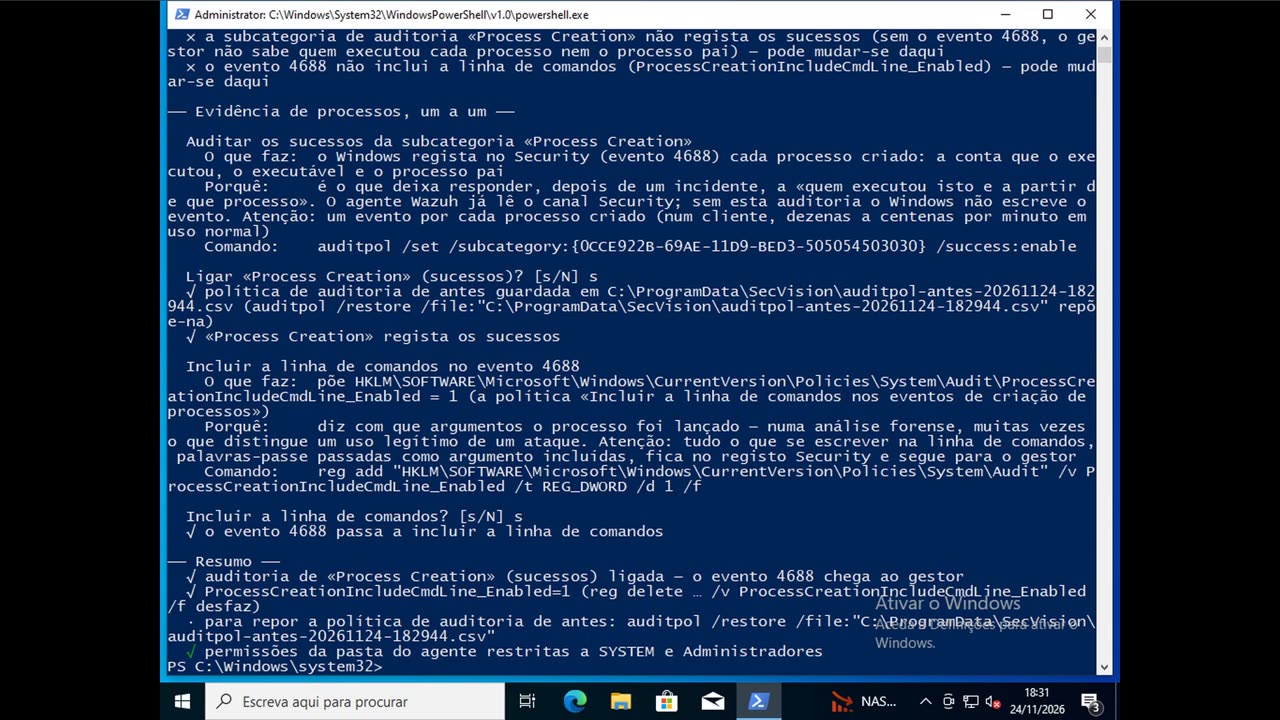 Administrator: C:\Windows\System32\WindowsPowerShell\v1.0\powershell.exe
× a subcategoria de auditoria «Process Creation» não regista os sucessos (sem o evento 4688, o ge
stor não sabe quem executou cada processo nem o processo pai) — pode mudar-se daqui
× o evento 4688 não inclui a linha de comandos (ProcessCreationIncludeCmdLine_Enabled) — pode mud
ar-se daqui
—— Evidência de processos, um a um ——
Auditar os sucessos da subcategoria «Process Creation»
O que faz: o Windows regista no Security (evento 4688) cada processo criado: a conta que o exe
cutou, o executável e o processo pai
Porquê: é o que deixa responder, depois de um incidente, a «quem executou isto e a partir d
e que processo». O agente Wazuh já lê o canal Security; sem esta auditoria o Windows não escreve o
evento. Atenção: um evento por cada processo criado (num cliente, dezenas a centenas por minuto em
uso normal)
Comando: auditpol /set /subcategory:{0CCE922B-69AE-11D9-BED3-505054503030} /success:enable
Ligar «Process Creation» (sucessos)? [s/N] s
√ política de auditoria de antes guardada em C:\ProgramData\SecVision\auditpol-antes-20261124-182
944.csv (auditpol /restore /file:"C:\ProgramData\SecVision\auditpol-antes-20261124-182944.csv" repõ
e-na)
√ «Process Creation» regista os sucessos
Incluir a linha de comandos no evento 4688
O que faz: põe HKLM\SOFTWARE\Microsoft\Windows\CurrentVersion\Policies\System\Audit\ProcessCre
ationIncludeCmdLine_Enabled = 1 (a política «Incluir a linha de comandos nos eventos de criação de
processos»)
Porquê: diz com que argumentos o processo foi lançado — numa análise forense, muitas vezes
o que distingue um uso legítimo de um ataque. Atenção: tudo o que se escrever na linha de comandos,
palavras-passe passadas como argumento incluídas, fica no registo Security e segue para o gestor
Comando: reg add "HKLM\SOFTWARE\Microsoft\Windows\CurrentVersion\Policies\System\Audit" /v P
rocessCreationIncludeCmdLine_Enabled /t REG_DWORD /d 1 /f
Incluir a linha de comandos? [s/N] s
√ o evento 4688 passa a incluir a linha de comandos
—— Resumo ——
√ auditoria de «Process Creation» (sucessos) ligada — o evento 4688 chega ao gestor
√ ProcessCreationIncludeCmdLine_Enabled=1 (reg delete … /v ProcessCreationIncludeCmdLine_Enabled
/f desfaz)
· para repor a política de auditoria de antes: auditpol /restore /file:"C:\ProgramData\SecVision\
auditpol-antes-20261124-182944.csv"
√ permissões da pasta do agente restritas a SYSTEM e Administradores
PS C:\Windows\system32>
Ativar o Windows
Aceda a Definições para ativar o
Windows.
Escreva aqui para procurar
NAS...
18:31
24/11/2026
3